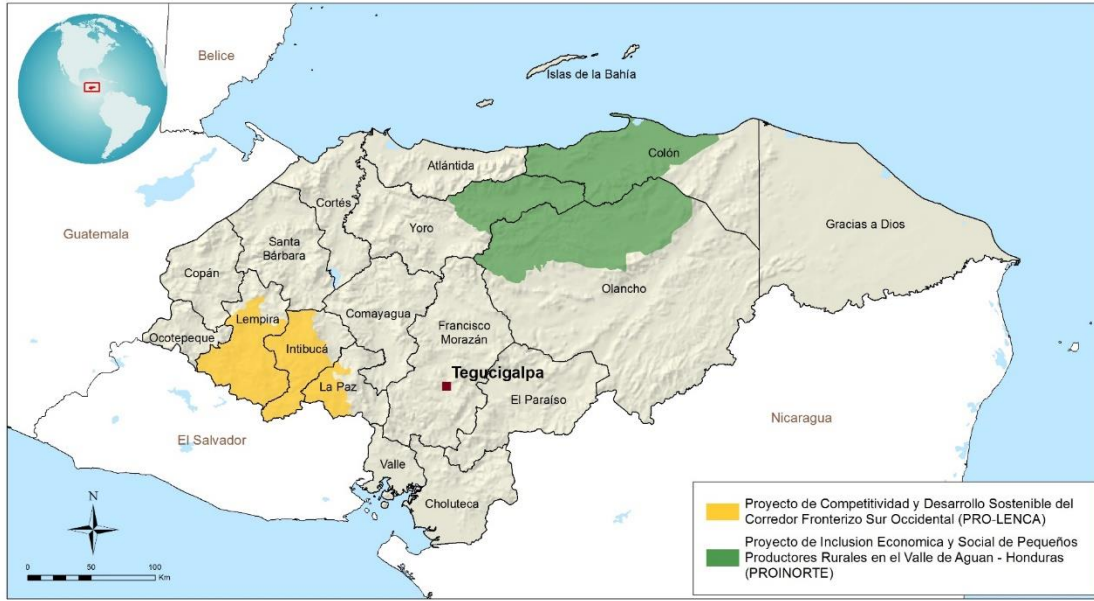 Belice
Islas de la Bahía
Atlántida
Colón
Cortés
Guatemala
Yoro
Gracias a Dios
Santa
Bárbara
Copán
Olancho
Lempira
Comayagua
Francisco
Morazán
Ocotepeque
Intibucá
Tegucigalpa
La Paz
El Paraíso
Nicaragua
El Salvador
Valle
Choluteca
N
0 50 100
Km
Proyecto de Competitividad y Desarrollo Sostenible del
Corredor Fronterizo Sur Occidental (PRO-LENCA)
Proyecto de Inclusion Economica y Social de Pequeños
Productores Rurales en el Valle de Aguan - Honduras
(PROINORTE)